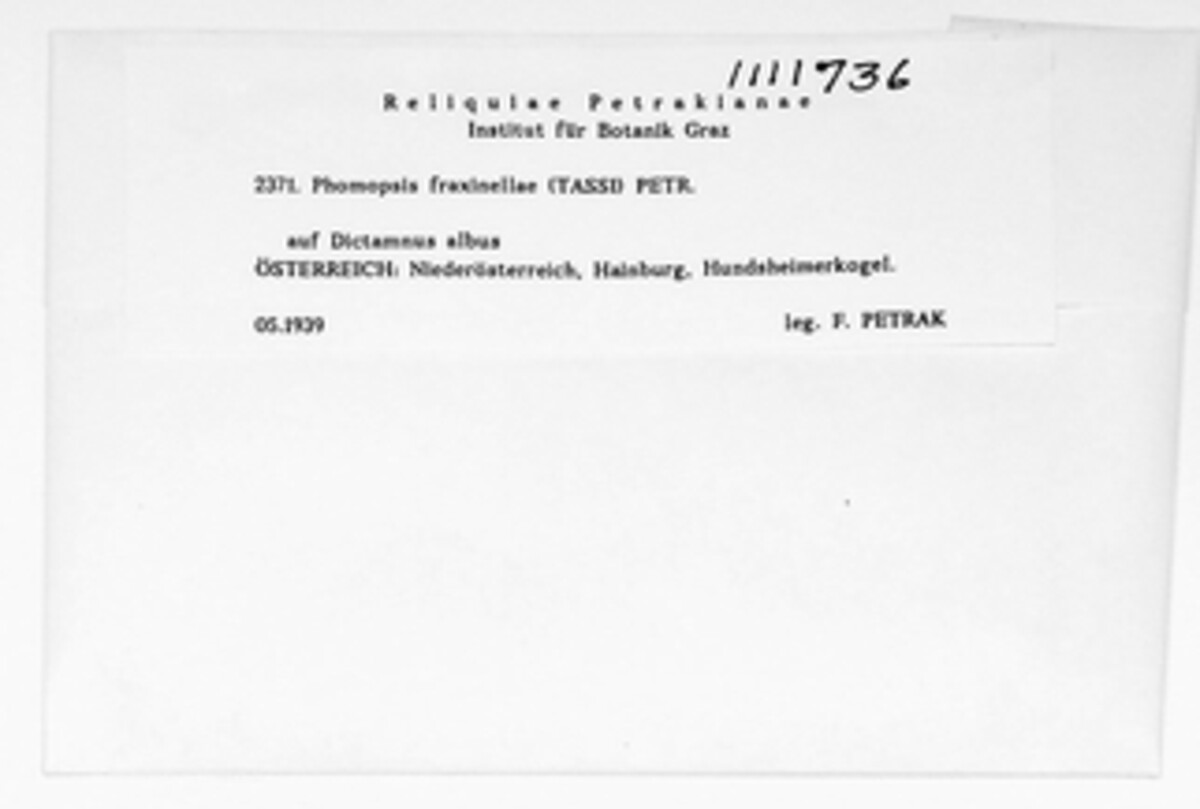 1111736
Reliquiae Petrakianae
Institut für Botanik Graz
2371. Phomopsis fraxinellae (TASSI) PETR.
auf Dictamnus albus
ÖSTERREICH: Niederösterreich, Hainburg, Hundsheimerkogel.
05.1939 leg. F. PETRAK